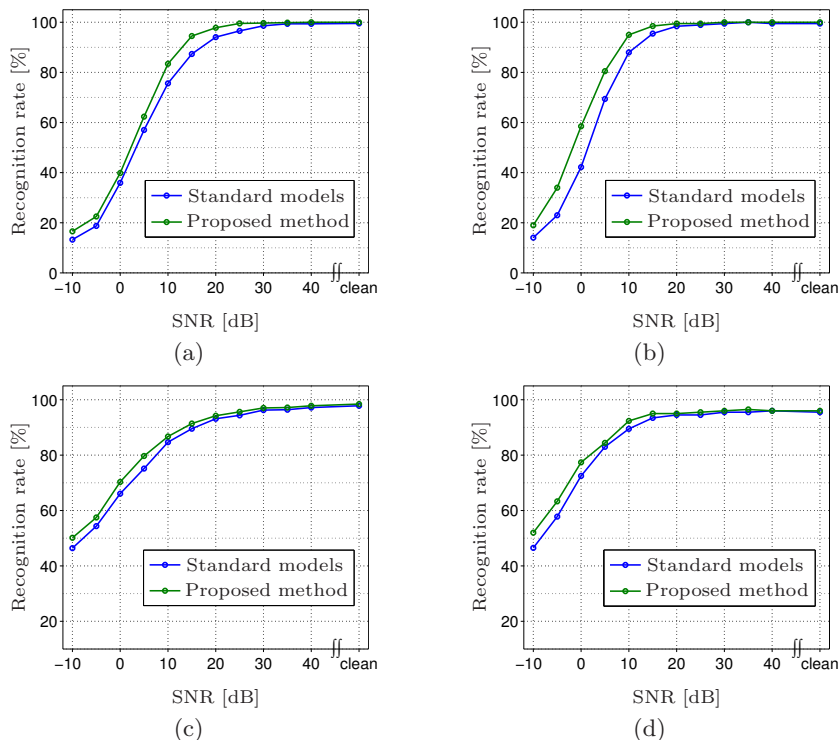 100
80
60
40
20
0
Recognition rate [%]
Standard models
Proposed method
−10 0 10 20 30 40 ∫∫ clean
SNR [dB]
(a)
100
80
60
40
20
0
Recognition rate [%]
Standard models
Proposed method
−10 0 10 20 30 40 ∫∫ clean
SNR [dB]
(b)
100
80
60
40
20
Recognition rate [%]
Standard models
Proposed method
−10 0 10 20 30 40 ∫∫ clean
SNR [dB]
(c)
100
80
60
40
20
Recognition rate [%]
Standard models
Proposed method
−10 0 10 20 30 40 ∫∫ clean
SNR [dB]
(d)